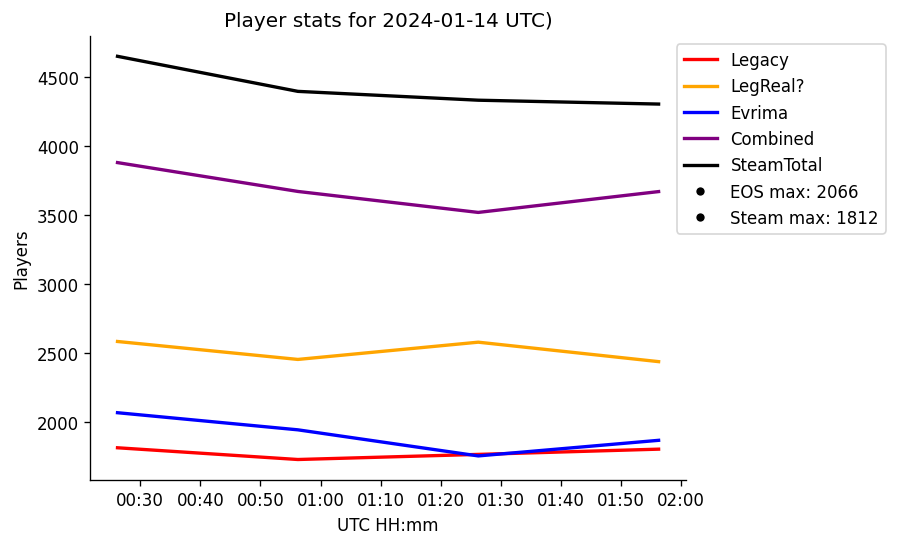 Player stats for 2024-01-14 UTC)
Legacy
LegReal?
Evrima
Combined
SteamTotal
EOS max: 2066
Steam max: 1812
Players
4500
4000
3500
3000
2500
2000
00:30 00:40 00:50 01:00 01:10 01:20 01:30 01:40 01:50 02:00
UTC HH:mm